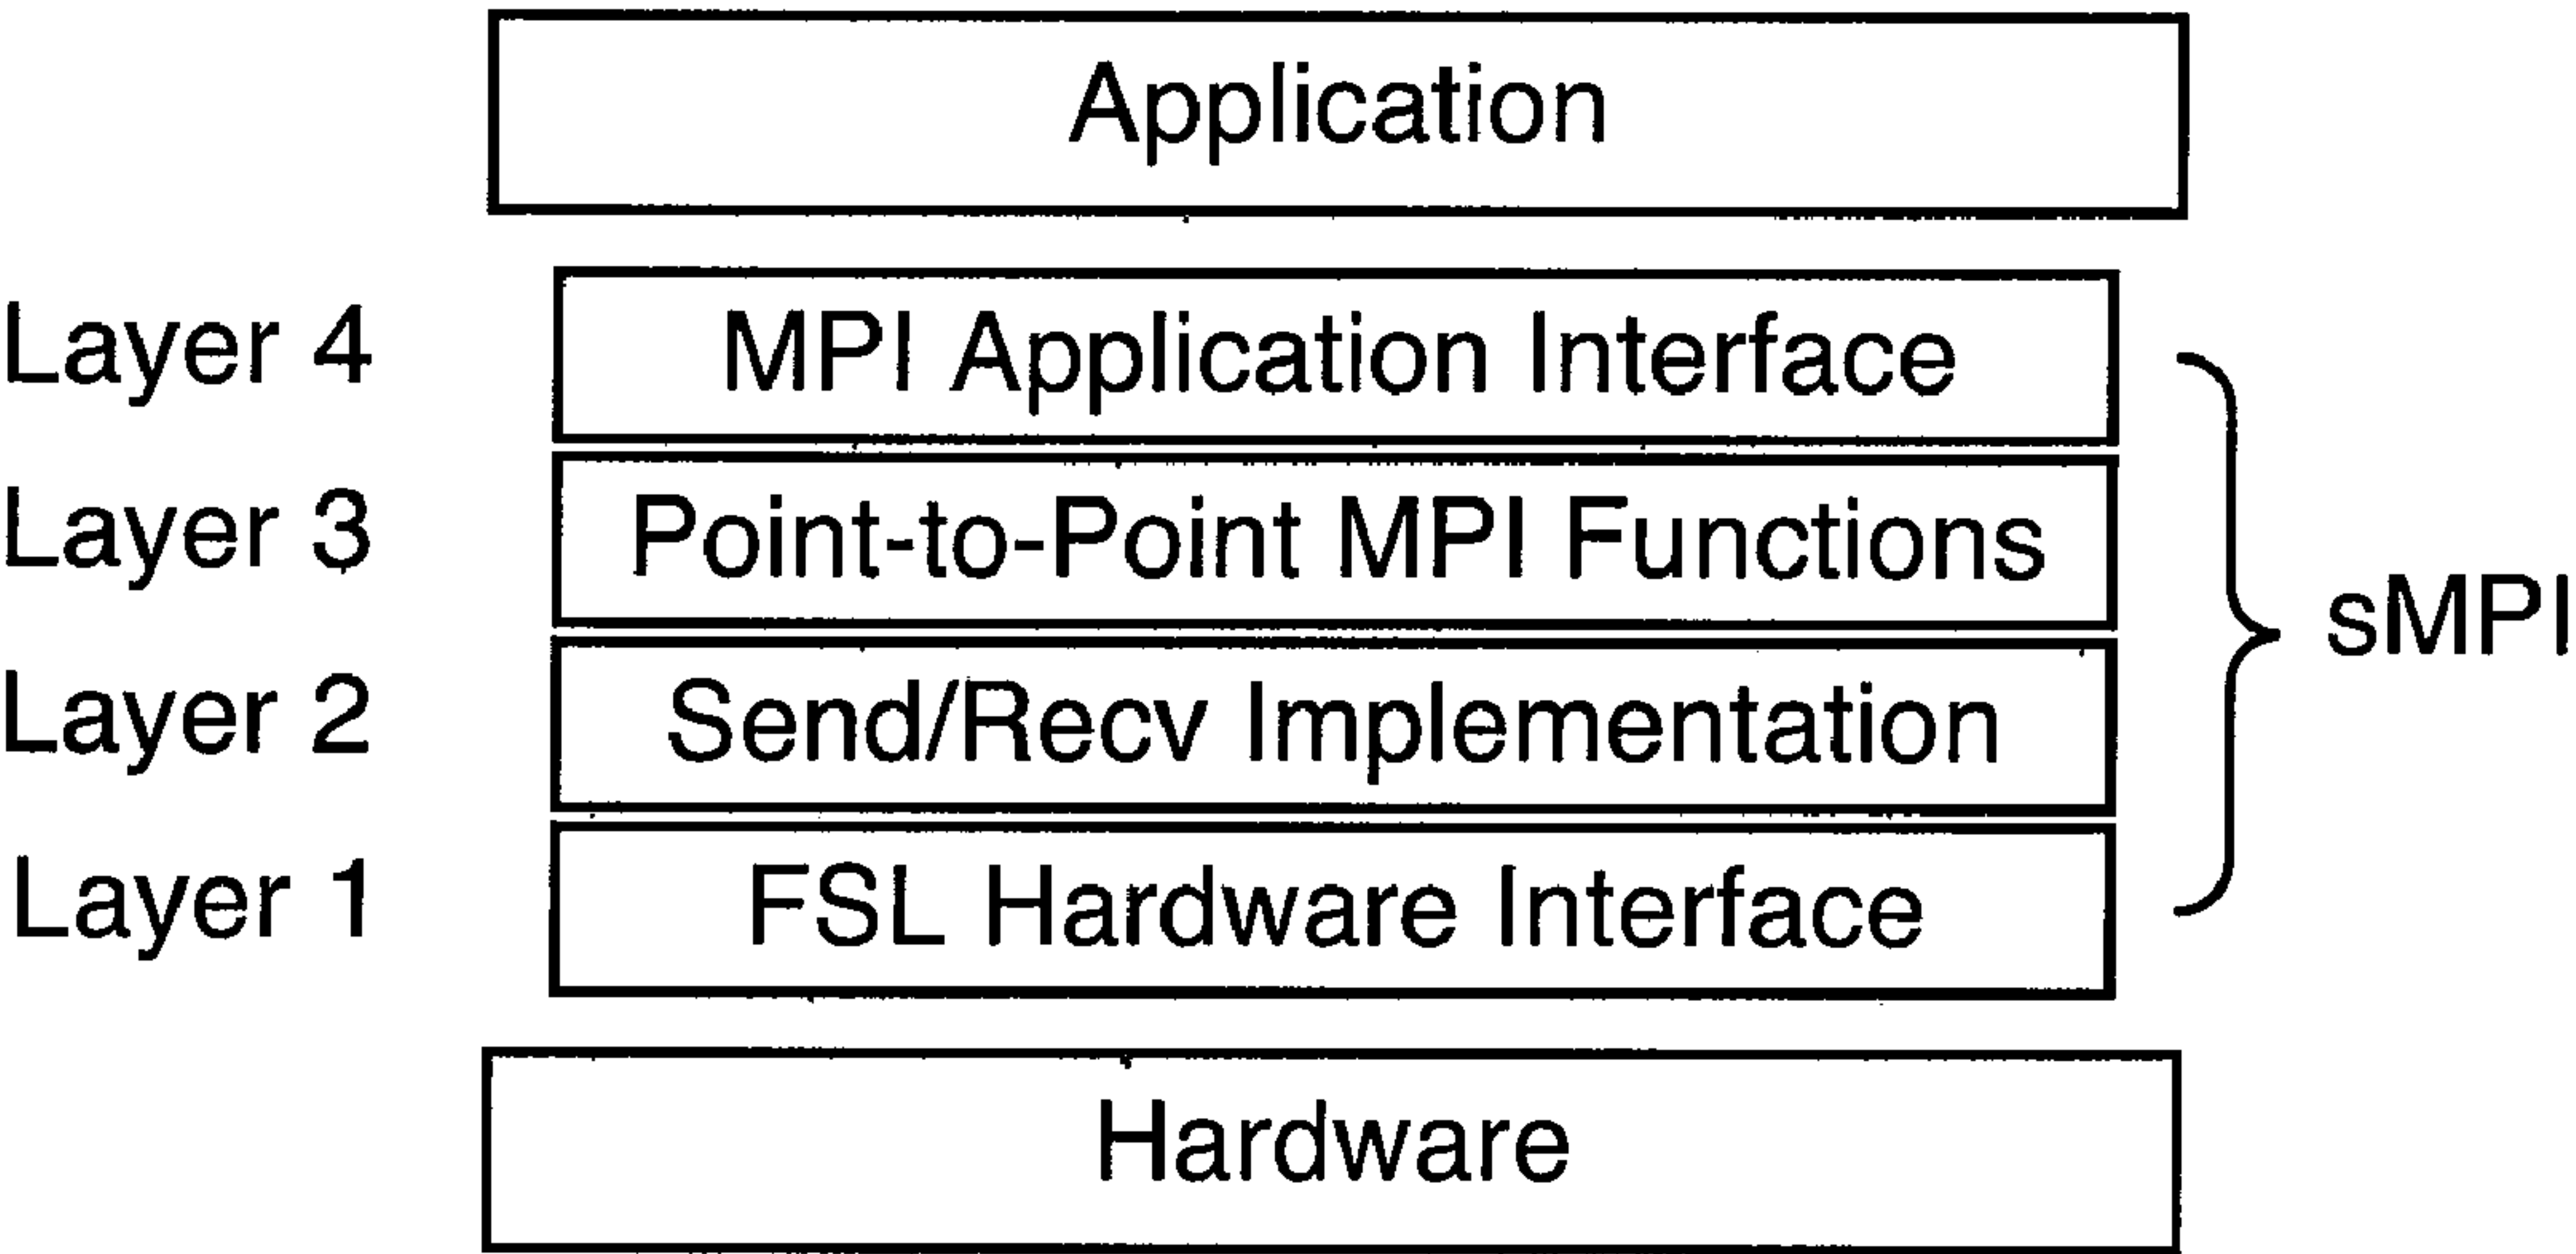 Application
Layer 4 MPI Application Interface
Layer 3 Point-to-Point MPI Functions
sMPI
Layer 2 Send/Recv Implementation
Layer 1 FSL Hardware Interface
Hardware